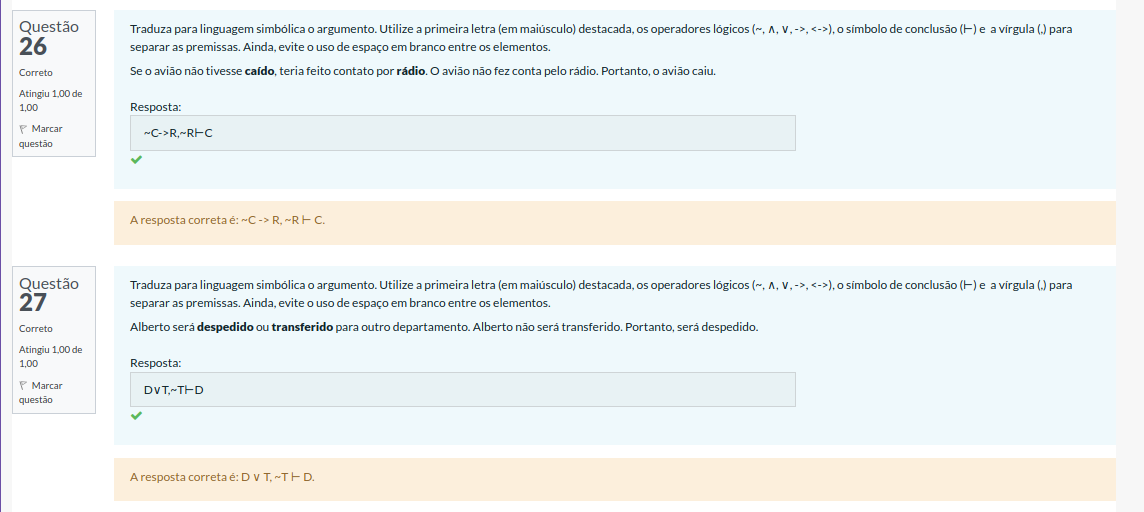 Questão
26
Correto
Atingiu 1,00 de
1,00
Marcar
questão
Traduza para linguagem simbólica o argumento. Utilize a primeira letra (em maiúsculo) destacada, os operadores lógicos (~, ∧, ∨, ->, <->), o símbolo de conclusão (⊢) e a vírgula (,) para
separar as premissas. Ainda, evite o uso de espaço em branco entre os elementos.
Se o avião não tivesse caído, teria feito contato por rádio. O avião não fez conta pelo rádio. Portanto, o avião caiu.
Resposta:
~C->R,~R⊢C
A resposta correta é: ~C -> R, ~R ⊢ C.
Questão
27
Correto
Atingiu 1,00 de
1,00
Marcar
questão
Traduza para linguagem simbólica o argumento. Utilize a primeira letra (em maiúsculo) destacada, os operadores lógicos (~, ∧, ∨, ->, <->), o símbolo de conclusão (⊢) e a vírgula (,) para
separar as premissas. Ainda, evite o uso de espaço em branco entre os elementos.
Alberto será despedido ou transferido para outro departamento. Alberto não será transferido. Portanto, será despedido.
Resposta:
D∨T,~T⊢D
A resposta correta é: D ∨ T, ~T ⊢ D.